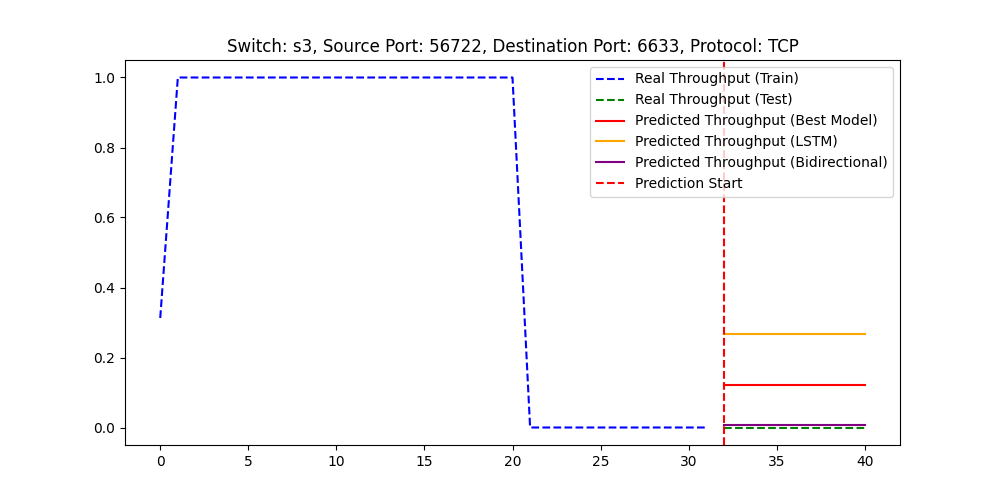 Switch: s3, Source Port: 56722, Destination Port: 6633, Protocol: TCP
1.0
0.8
0.6
0.4
0.2
0.0
Real Throughput (Train)
Real Throughput (Test)
Predicted Throughput (Best Model)
Predicted Throughput (LSTM)
Predicted Throughput (Bidirectional)
Prediction Start
0 5 10 15 20 25 30 35 40